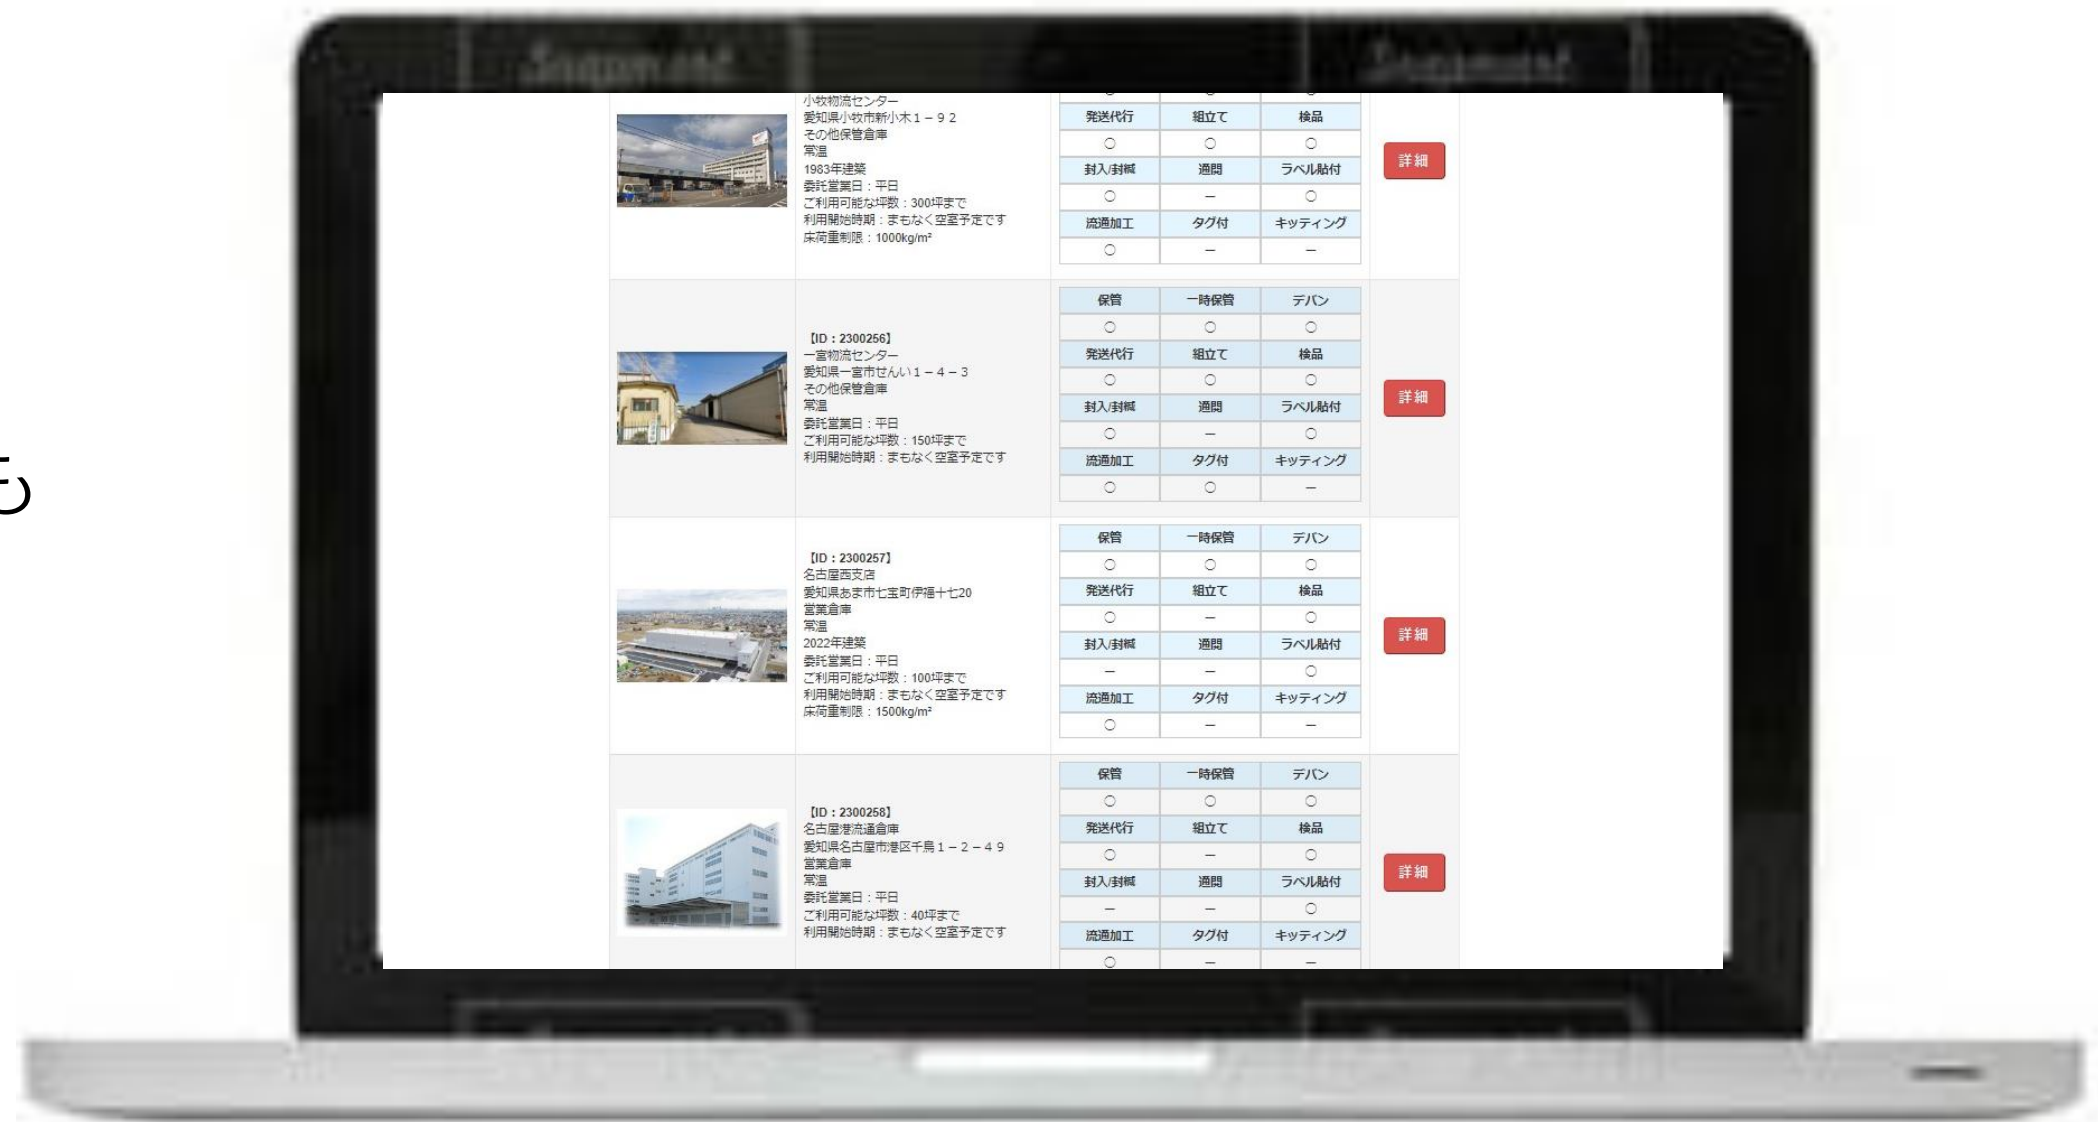 も
小牧物流センター
愛知県小牧市新小木１－９２
その他保管倉庫
常温
1983年建築
委託営業日：平日
ご利用可能な坪数：300坪まで
利用開始時期：まもなく空室予定です
床荷重制限：1000kg/m²
発送代行 組立て 検品
○ ○ ○
封入/封緘 通関 ラベル貼付
○ － ○
流通加工 タグ付 キッティング
○ － －
詳細
【ID：2300256】
一宮物流センター
愛知県一宮市せんい１－４－３
その他保管倉庫
常温
委託営業日：平日
ご利用可能な坪数：150坪まで
利用開始時期：まもなく空室予定です
保管 一時保管 デバン
○ ○ ○
発送代行 組立て 検品
○ ○ ○
封入/封緘 通関 ラベル貼付
○ － ○
流通加工 タグ付 キッティング
○ ○ －
詳細
【ID：2300257】
名古屋西支店
愛知県あま市七宝町伊福十七20
営業倉庫
常温
2022年建築
委託営業日：平日
ご利用可能な坪数：100坪まで
利用開始時期：まもなく空室予定です
床荷重制限：1500kg/m²
保管 一時保管 デバン
○ ○ ○
発送代行 組立て 検品
○ － ○
封入/封緘 通関 ラベル貼付
－ － ○
流通加工 タグ付 キッティング
○ － －
詳細
【ID：2300258】
名古屋港流通倉庫
愛知県名古屋市港区千鳥１－２－４９
営業倉庫
常温
委託営業日：平日
ご利用可能な坪数：40坪まで
利用開始時期：まもなく空室予定です
保管 一時保管 デバン
○ ○ ○
発送代行 組立て 検品
○ － ○
封入/封緘 通関 ラベル貼付
－ － ○
流通加工 タグ付 キッティング
○ － －
詳細